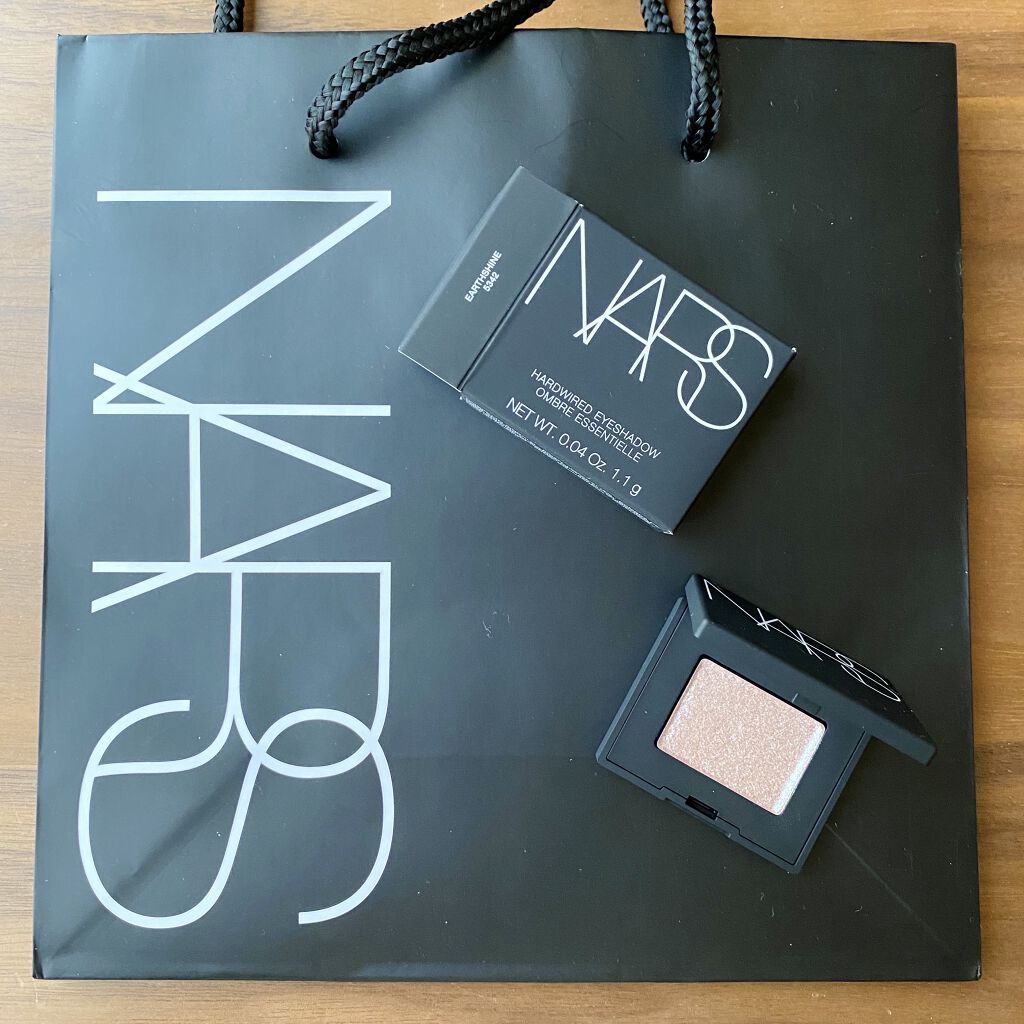 NARS
EARTHSHINE
5342
NARS
HARDWIRED EYESHADOW
OMBRE ESSENTIELLE
NET WT. 0.04 Oz. 1.1 g
NARS